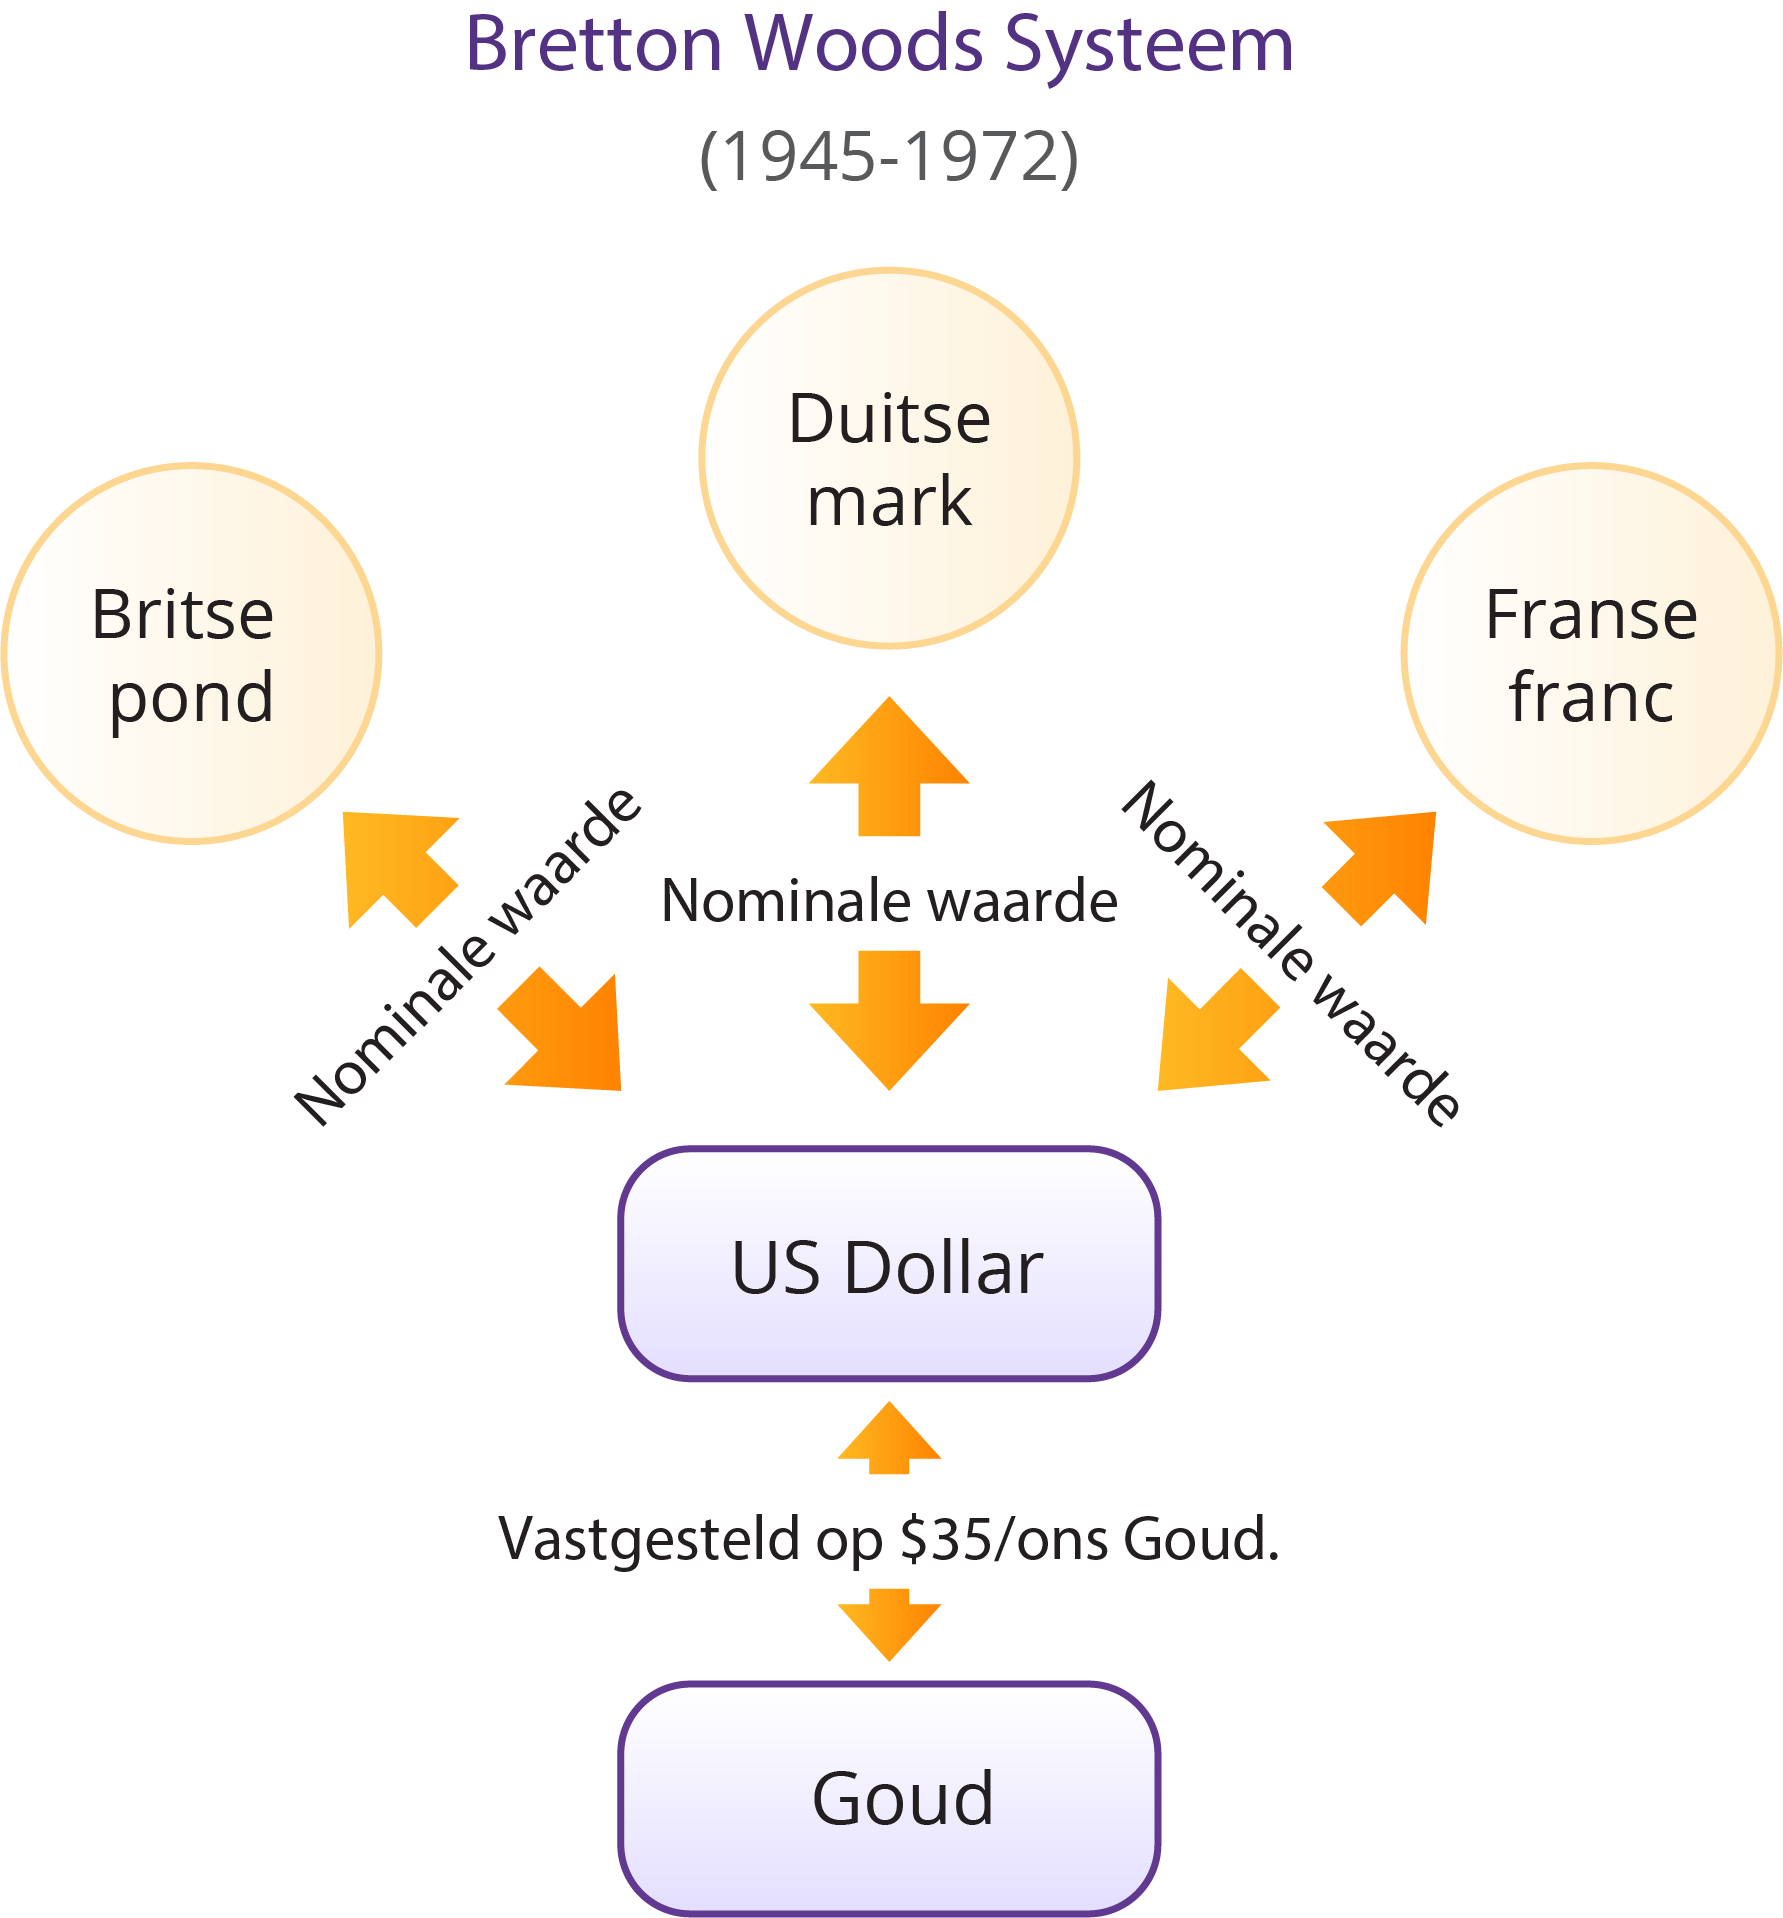 Bretton Woods Systeem
(1945-1972)
Duitse
mark
Britse
pond
Franse
franc
Nominale waarde
Nominale waarde
Nominale waarde
US Dollar
Vastgesteld op $35/ons Goud.
Goud